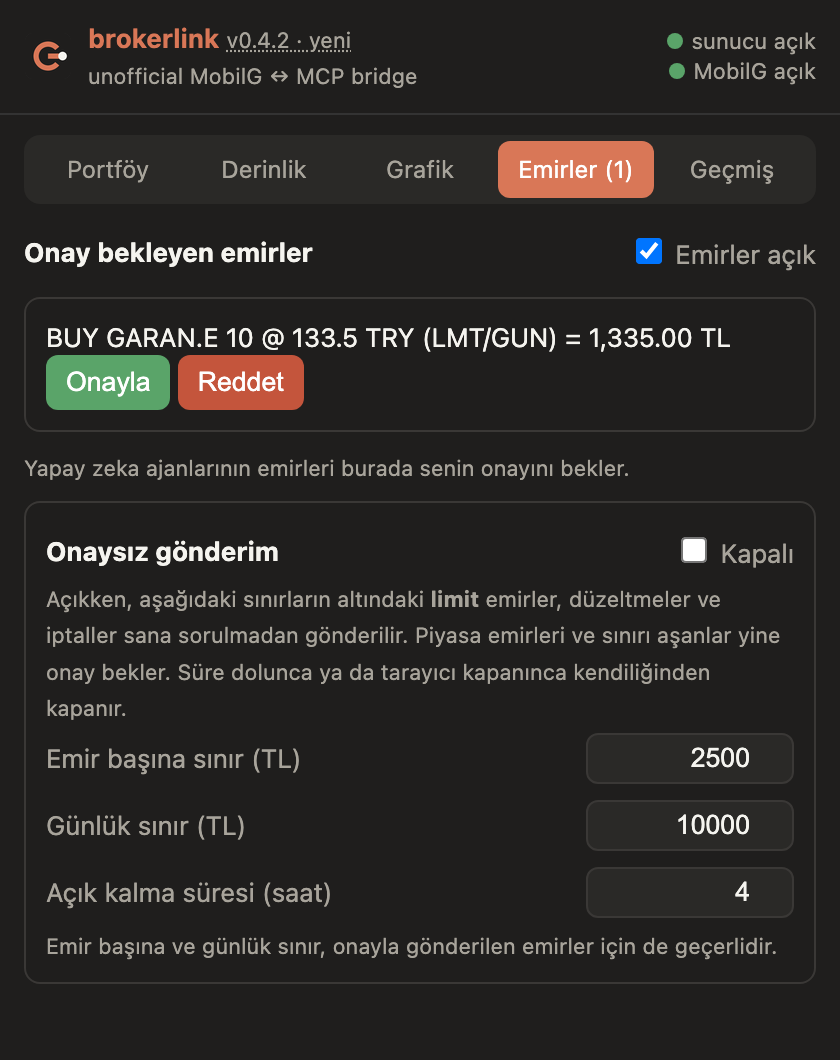 brokerlink v0.4.2 · yeni
unofficial MobilG ↔ MCP bridge
sunucu açık
MobilG açık
Portföy
Derinlik
Grafik
Emirler (1)
Geçmiş
Onay bekleyen emirler
Emirler açık
BUY GARAN.E 10 @ 133.5 TRY (LMT/GUN) = 1,335.00 TL
Onayla
Reddet
Yapay zeka ajanlarının emirleri burada senin onayını bekler.
Onaysız gönderim
Kapalı
Açıkken, aşağıdaki sınırların altındaki limit emirler, düzeltmeler ve
iptaller sana sorulmadan gönderilir. Piyasa emirleri ve sınırı aşanlar yine
onay bekler. Süre dolunca ya da tarayıcı kapanınca kendiliğinden
kapanır.
Emir başına sınır (TL)
2500
Günlük sınır (TL)
10000
Açık kalma süresi (saat)
4
Emir başına ve günlük sınır, onayla gönderilen emirler için de geçerlidir.